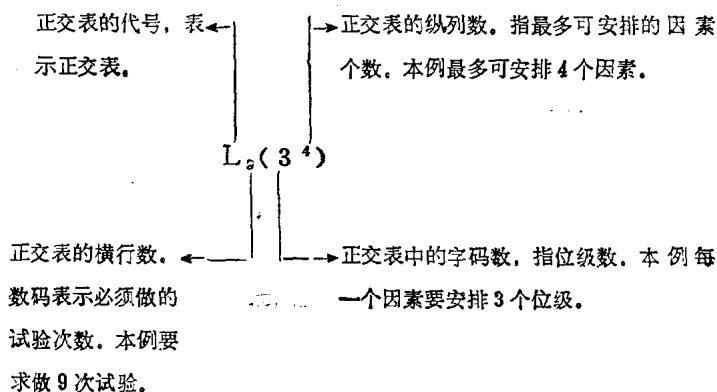 正交表的代号，表
示正交表。
正交表的纵列数。指最多可安排的因素
个数。本例最多可安排4个因素。
L₉(3⁴)
正交表的横行数。
数码表示必须做的
试验次数。本例要
求做9次试验。
正交表中的字码数，指位级数．本例每
一个因素要安排3个位级。